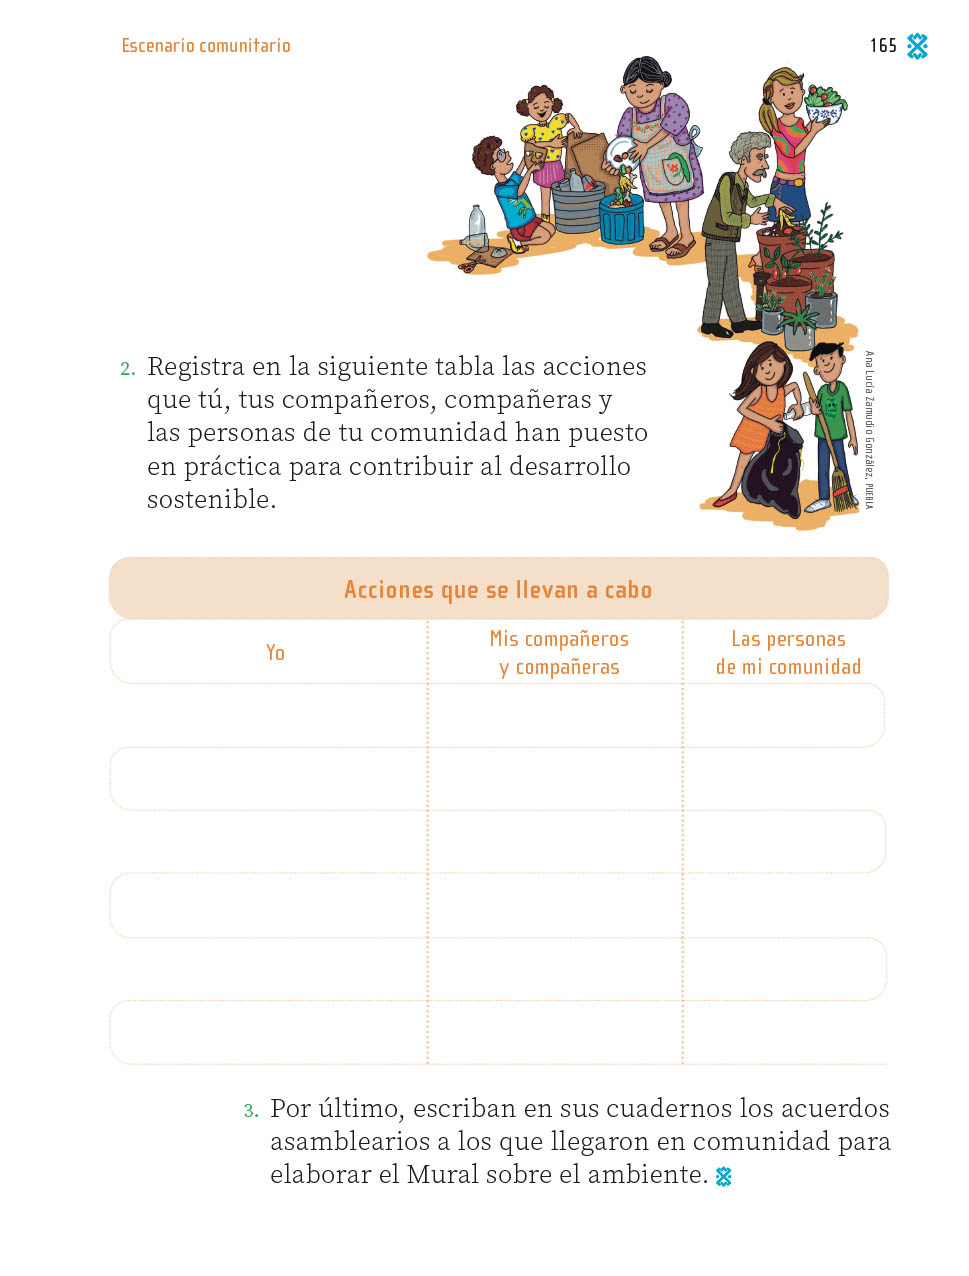 Escenario comunitario
165
2. Registra en la siguiente tabla las acciones
que tú, tus compañeros, compañeras y
las personas de tu comunidad han puesto
en práctica para contribuir al desarrollo
sostenible.
Ana Lucía Zamudio González, PUEBLA
Acciones que se llevan a cabo
Yo
Mis compañeros
y compañeras
Las personas
de mi comunidad
3. Por último, escriban en sus cuadernos los acuerdos
asamblearios a los que llegaron en comunidad para
elaborar el Mural sobre el ambiente.